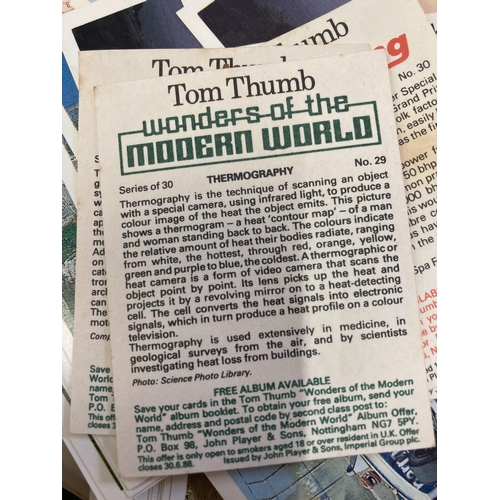 Tom Thumb
Tom Thumb
humb
ng
No. 30
Tom Thumb
wonders of the
MODERN WORLD
Series of 30
No. 29
THERMOGRAPHY
Thermography is the technique of scanning an object
with a special camera, using infrared light, to produce a
colour image of the heat the object emits. This picture
shows a thermogram – a heat 'contour map' – of a man
and woman standing back to back. The colours indicate
the relative amount of heat their bodies radiate, ranging
from white, the hottest, through red, orange, yellow,
green and purple to blue, the coldest. A thermographic or
heat camera is a form of video camera that scans the
object point by point. Its lens picks up the heat and
projects it by a revolving mirror on to a heat-detecting
cell. The cell converts the heat signals into electronic
signals, which in turn produce a heat profile on a colour
television.
Thermography is used extensively in medicine, in
geological surveys from the air, and by scientists
investigating heat loss from buildings.
Photo: Science Photo Library.
FREE ALBUM AVAILABLE
Save your cards in the Tom Thumb "Wonders of the Modern
World" album booklet. To obtain your free album, send your
name, address and postal code by second class post to:
Tom Thumb "Wonders of the Modern World" Album Offer,
P.O. Box 98, John Player & Sons, Nottingham NG7 5PY.
This offer is only open to smokers aged 18 or over resident in U.K. Offer
closes 30.6.86. Issued by John Player & Sons, Imperial Group plc.